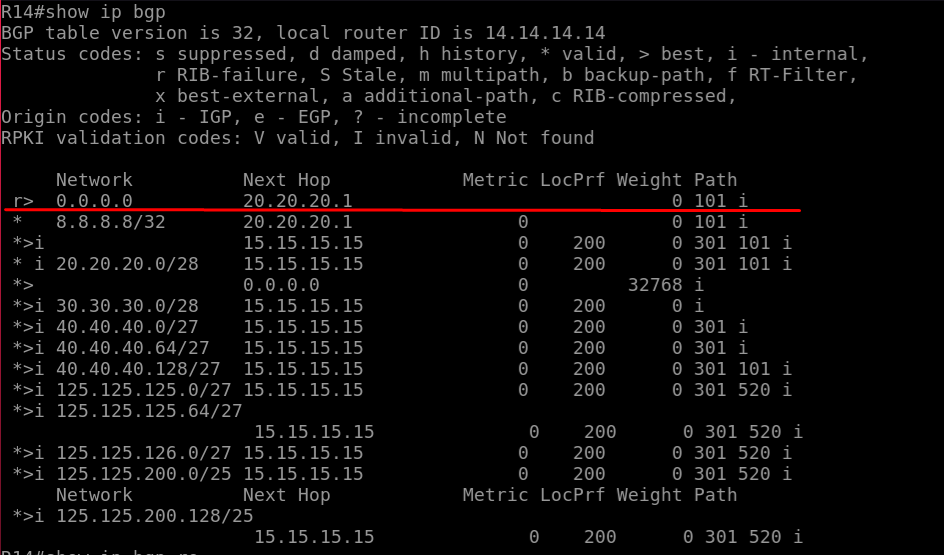 R14#show ip bgp
BGP table version is 32, local router ID is 14.14.14.14
Status codes: s suppressed, d damped, h history, * valid, > best, i - internal,
              r RIB-failure, S Stale, m multipath, b backup-path, f RT-Filter,
              x best-external, a additional-path, c RIB-compressed,
Origin codes: i - IGP, e - EGP, ? - incomplete
RPKI validation codes: V valid, I invalid, N Not found

     Network          Next Hop            Metric LocPrf Weight Path
 r>  0.0.0.0          20.20.20.1                             0 101 i
 *   8.8.8.8/32       20.20.20.1               0             0 101 i
 *>i                  15.15.15.15              0    200      0 301 101 i
 * i 20.20.20.0/28    15.15.15.15              0    200      0 301 101 i
 *>                   0.0.0.0                  0         32768 i
 *>i 30.30.30.0/28    15.15.15.15              0    200      0 i
 *>i 40.40.40.0/27    15.15.15.15              0    200      0 301 i
 *>i 40.40.40.64/27   15.15.15.15              0    200      0 301 i
 *>i 40.40.40.128/27  15.15.15.15              0    200      0 301 101 i
 *>i 125.125.125.0/27 15.15.15.15              0    200      0 301 520 i
 *>i 125.125.125.64/27
                       15.15.15.15              0    200      0 301 520 i
 *>i 125.125.126.0/27 15.15.15.15              0    200      0 301 520 i
 *>i 125.125.200.0/25 15.15.15.15              0    200      0 301 520 i
     Network          Next Hop            Metric LocPrf Weight Path
 *>i 125.125.200.128/25
                       15.15.15.15              0    200      0 301 520 i
R14#show ip bgp